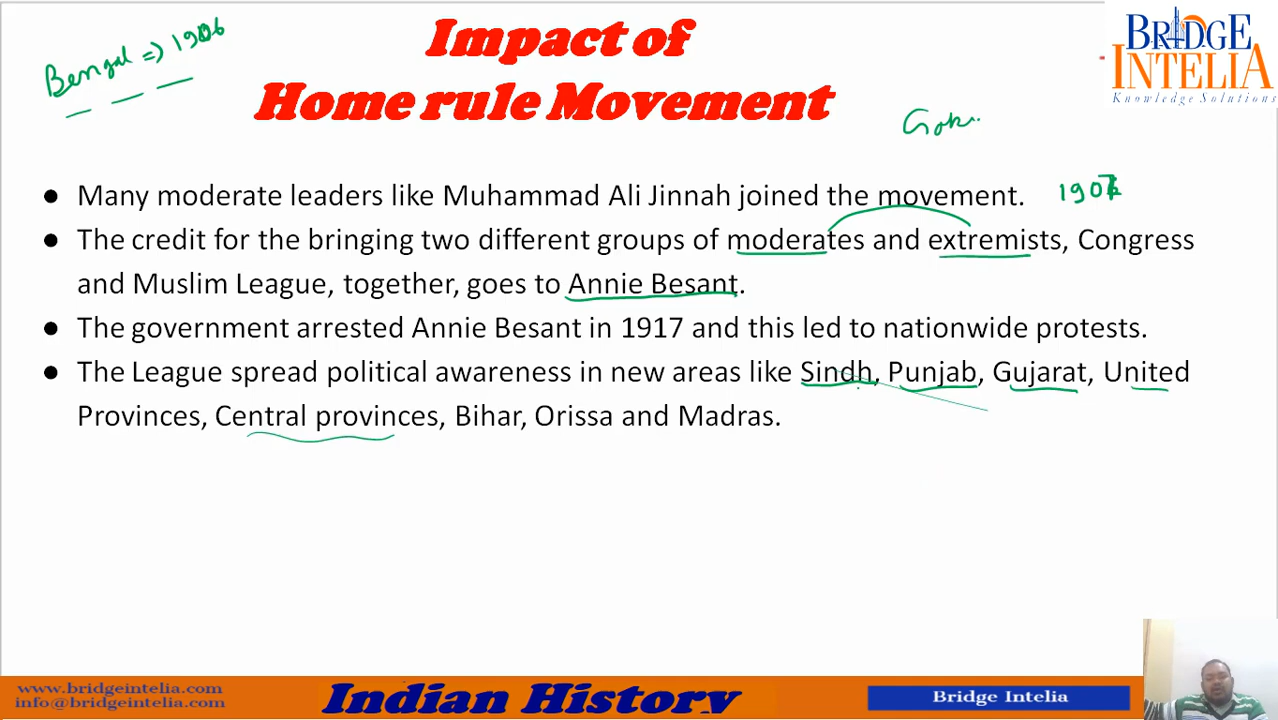 Bengal => 1906
Impact of
Home rule Movement
BRIDGE
INTELIA
Knowledge Solutions
● Many moderate leaders like Muhammad Ali Jinnah joined the movement.
● The credit for the bringing two different groups of moderates and extremists, Congress
and Muslim League, together, goes to Annie Besant.
● The government arrested Annie Besant in 1917 and this led to nationwide protests.
● The League spread political awareness in new areas like Sindh, Punjab, Gujarat, United
Provinces, Central provinces, Bihar, Orissa and Madras.
www.bridgeintelia.com
info@bridgeintelia.com
Indian History
Bridge Intelia